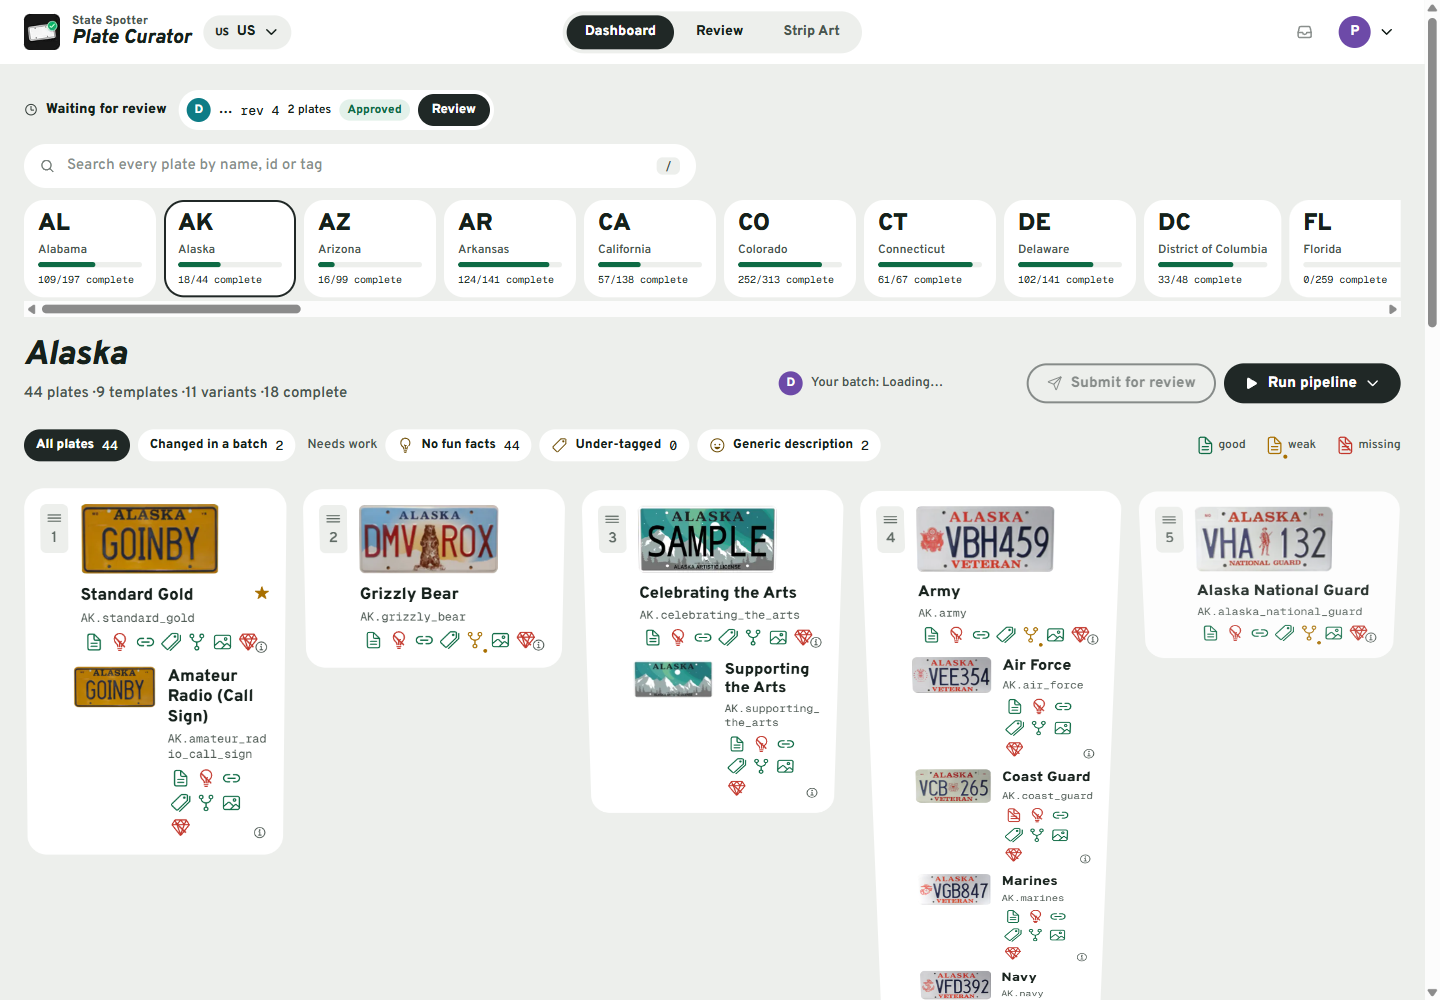 State Spotter
Plate Curator
US US
Dashboard
Review
Strip Art
P
Waiting for review
D ... rev 4 2 plates Approved Review
Search every plate by name, id or tag /
AL
Alabama
109/197 complete
AK
Alaska
18/44 complete
AZ
Arizona
16/99 complete
AR
Arkansas
124/141 complete
CA
California
57/138 complete
CO
Colorado
252/313 complete
CT
Connecticut
61/67 complete
DE
Delaware
102/141 complete
DC
District of Columbia
33/48 complete
FL
Florida
0/259 complete
Alaska
44 plates ·9 templates ·11 variants ·18 complete
D Your batch: Loading...
Submit for review
Run pipeline
All plates 44
Changed in a batch 2
Needs work
No fun facts 44
Under-tagged 0
Generic description 2
good
weak
missing
1
ALASKA
GOINBY
Standard Gold
AK.standard_gold
ALASKA
GOINBY
Amateur
Radio (Call
Sign)
AK.amateur_rad
io_call_sign
2
ALASKA
DMV ROX
Grizzly Bear
AK.grizzly_bear
3
ALASKA
SAMPLE
ALASKA ARTISTIC LICENSE
Celebrating the Arts
AK.celebrating_the_arts
ALASKA
Supporting
the Arts
AK.supporting_
the_arts
4
ALASKA
VBH459
VETERAN
Army
AK.army
ALASKA
VEE354
VETERAN
Air Force
AK.air_force
ALASKA
VCB 265
VETERAN
Coast Guard
AK.coast_guard
ALASKA
VGB847
VETERAN
Marines
AK.marines
ALASKA
VFD392
Navy
AK.navy
5
ALASKA
VHA 132
NATIONAL GUARD
Alaska National Guard
AK.alaska_national_guard